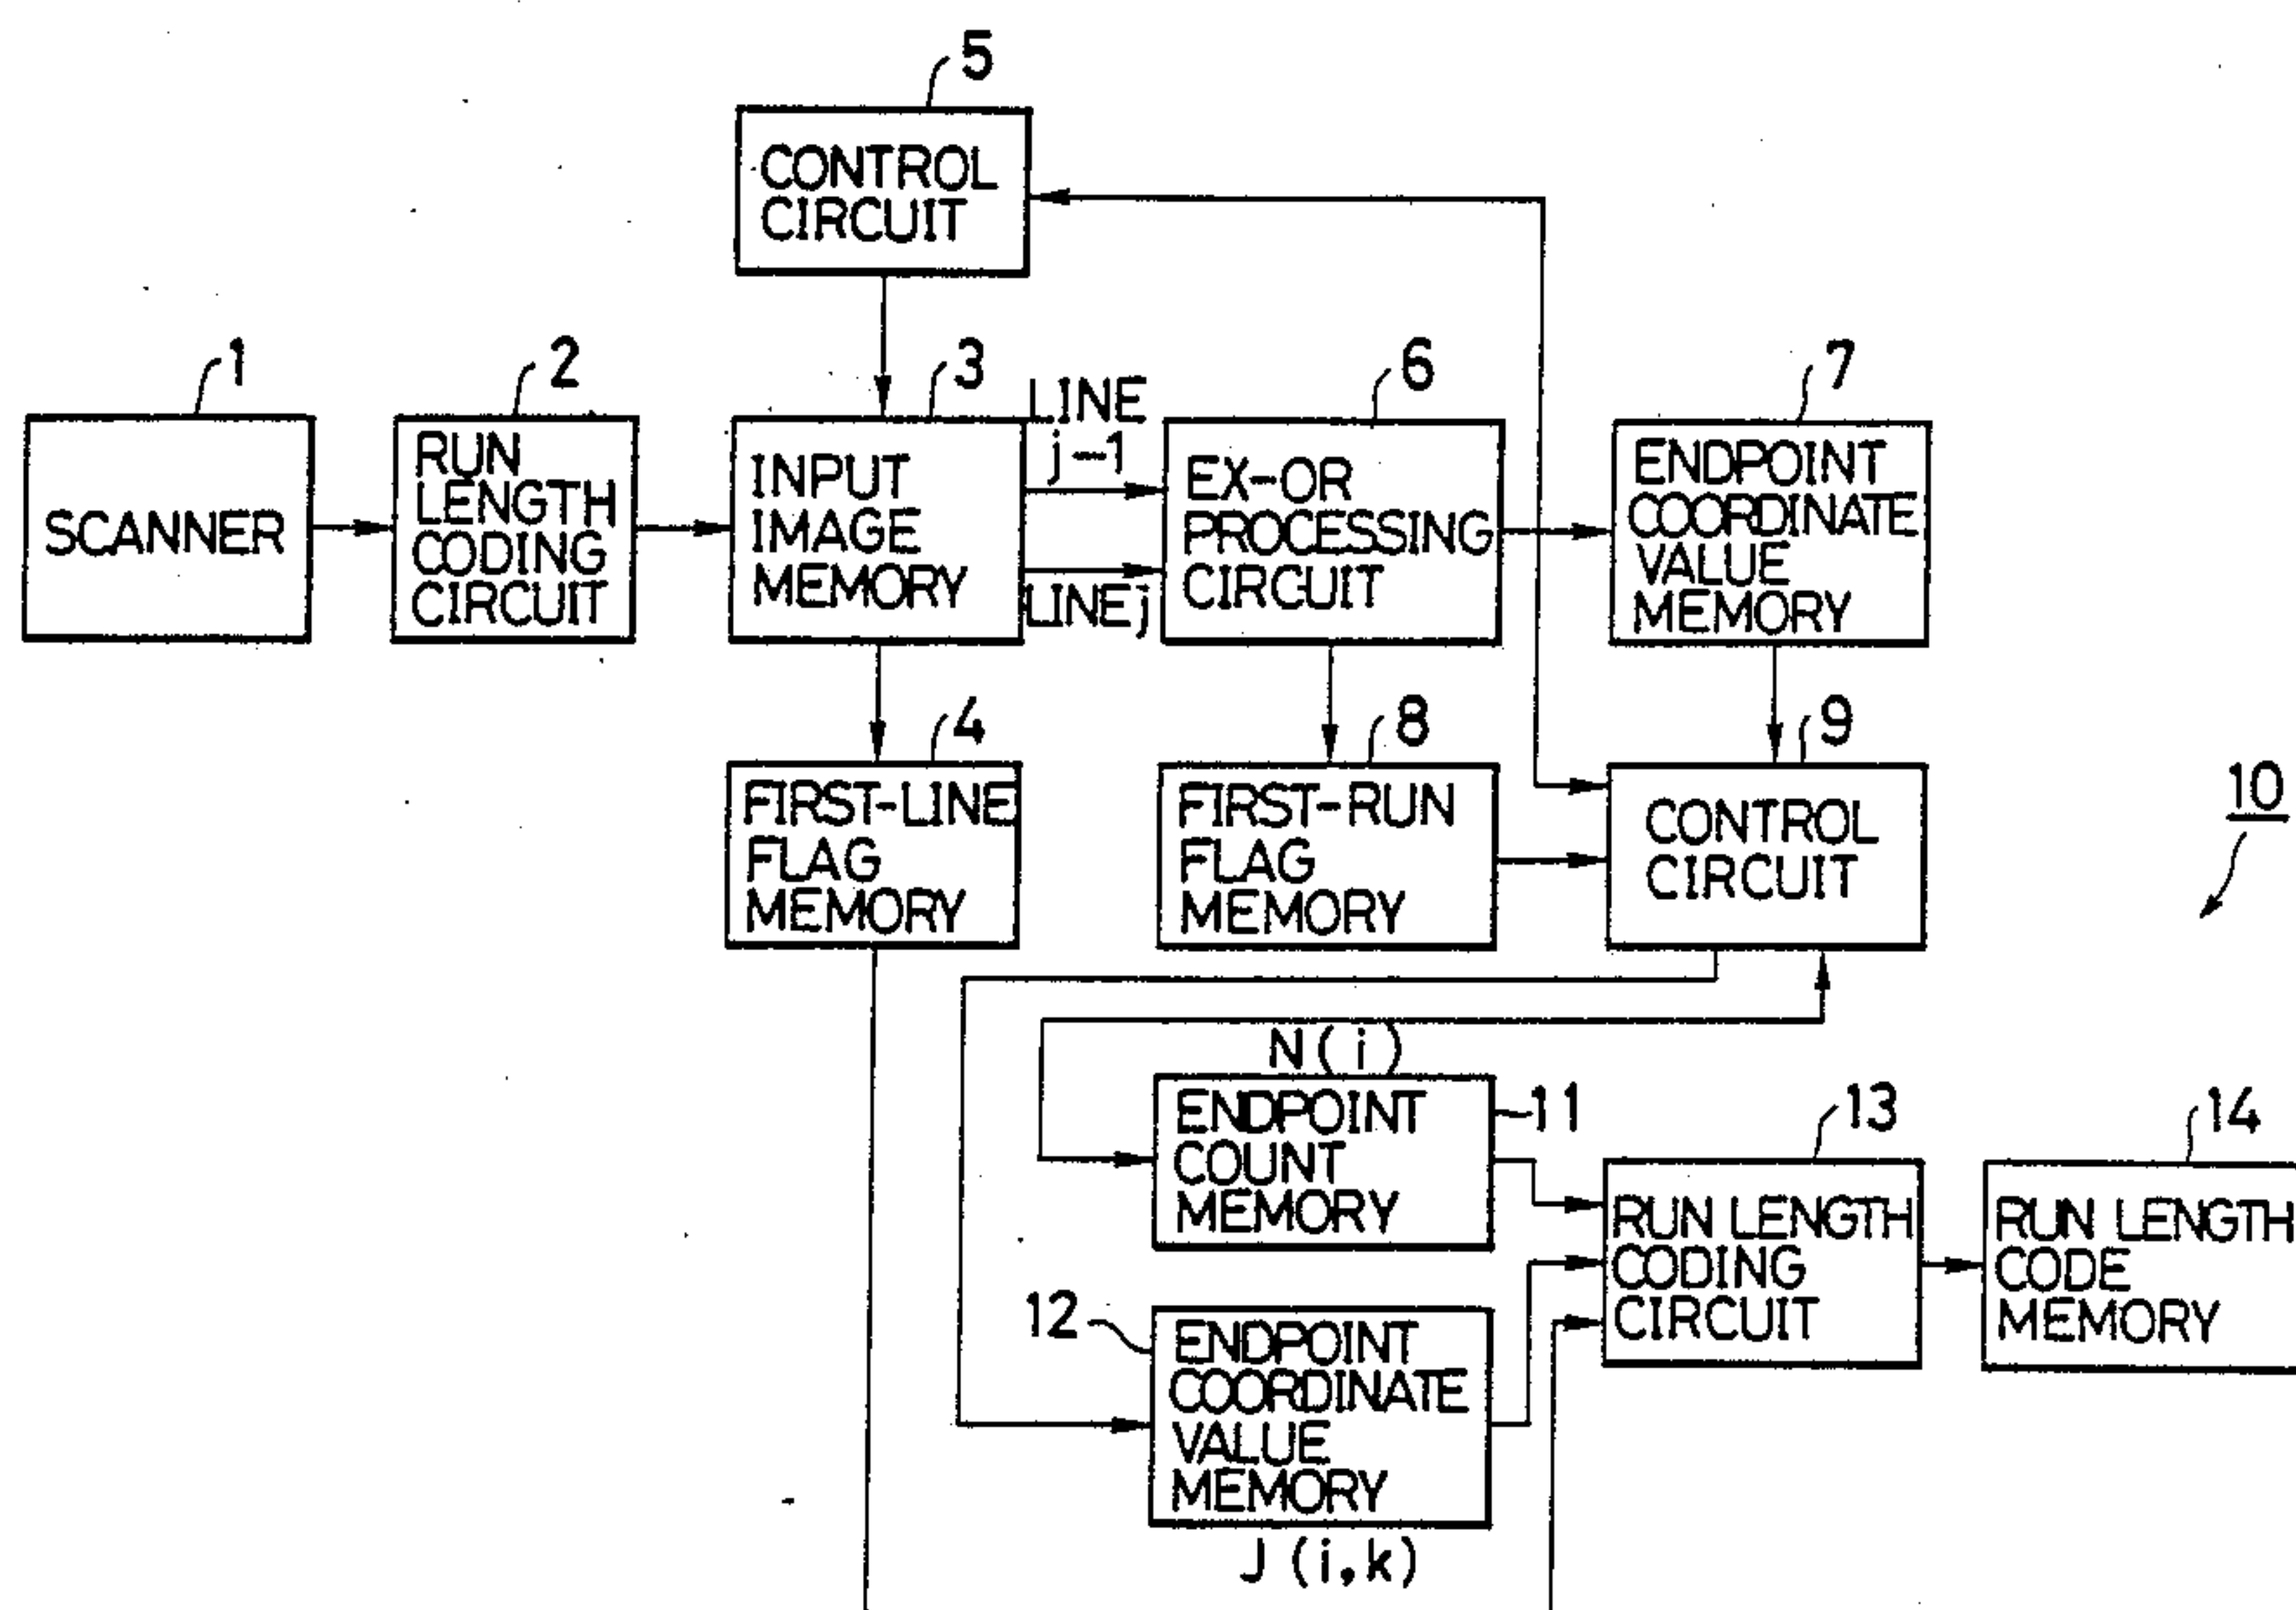 5
CONTROL
CIRCUIT
1
SCANNER
2
RUN
LENGTH
CODING
CIRCUIT
3
INPUT
IMAGE
MEMORY
LINE
j-1
LINE j
6
EX-OR
PROCESSING
CIRCUIT
7
ENDPOINT
COORDINATE
VALUE
MEMORY
4
FIRST-LINE
FLAG
MEMORY
8
FIRST-RUN
FLAG
MEMORY
9
CONTROL
CIRCUIT
10
N(i)
ENDPOINT
COUNT
MEMORY
11
12
ENDPOINT
COORDINATE
VALUE
MEMORY
J(i,k)
13
RUN LENGTH
CODING
CIRCUIT
14
RUN LENGTH
CODE
MEMORY